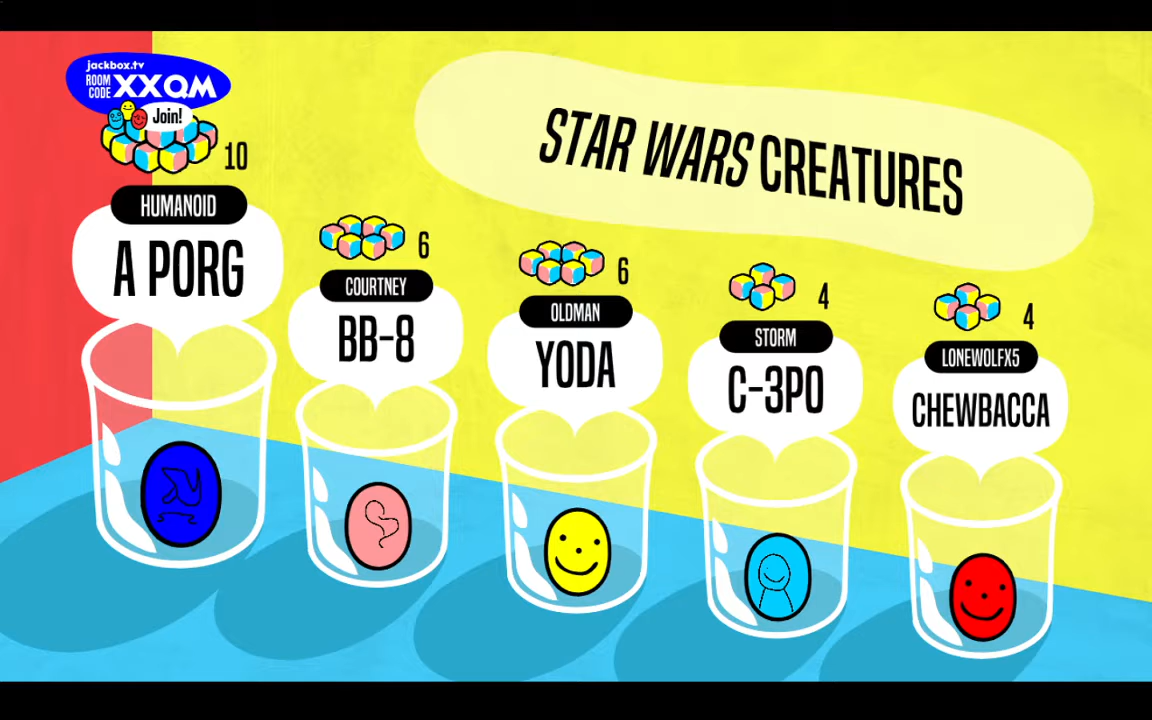 jackbox.tv
ROOM
CODE
XXQM
Join!
STAR WARS CREATURES
10
HUMANOID
A PORG
6
COURTNEY
BB-8
6
OLDMAN
YODA
4
STORM
C-3PO
4
LONEWOLFX5
CHEWBACCA